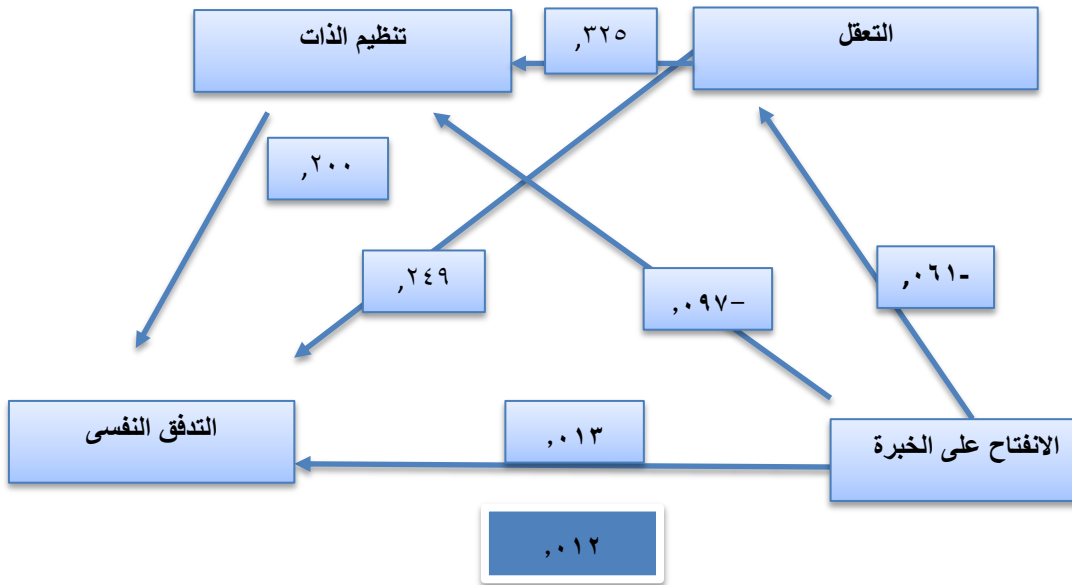 التعقل
,٣٢٥
تنظيم الذات
,٢٠٠
,٢٤٩
,٠٩٧–
,٠٦١-
الانفتاح على الخبرة
,٠١٣
التدفق النفسى
,٠١٢